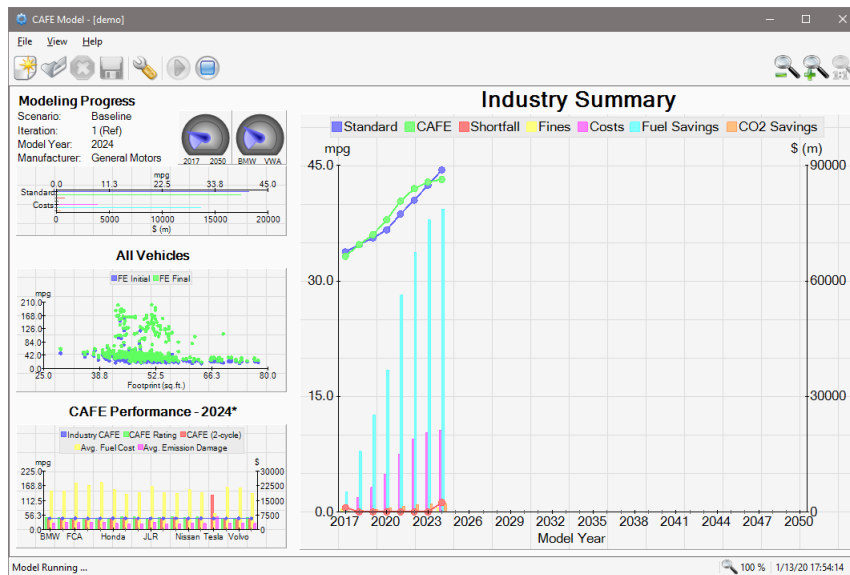 CAFE Model - [demo]
File View Help
Modeling Progress
Scenario: Baseline
Iteration: 1 (Ref)
Model Year: 2024
Manufacturer: General Motors
2017 2050 BMW VWA
mpg
0.0 11.3 22.5 33.8 45.0
Standard
Costs
0 5000 10000 15000 20000
$ (m)
All Vehicles
FE Initial FE Final
mpg
210.0
168.0
126.0
84.0
42.0
0.0
25.0 38.8 52.5 66.3 80.0
Footprint (sq.ft.)
CAFE Performance - 2024*
Industry CAFE CAFE Rating CAFE (2-cycle)
Avg. Fuel Cost Avg. Emission Damage
mpg $
225.0 30000
168.8 22500
112.5 15000
56.3 7500
0.0 0
BMW FCA Honda JLR Nissan Tesla Volvo
Industry Summary
Standard CAFE Shortfall Fines Costs Fuel Savings CO2 Savings
mpg $ (m)
45.0 90000
30.0 60000
15.0 30000
0.0 0
2017 2020 2023 2026 2029 2032 2035 2038 2041 2044 2047 2050
Model Year
Model Running ... 100 % 1/13/20 17:54:14